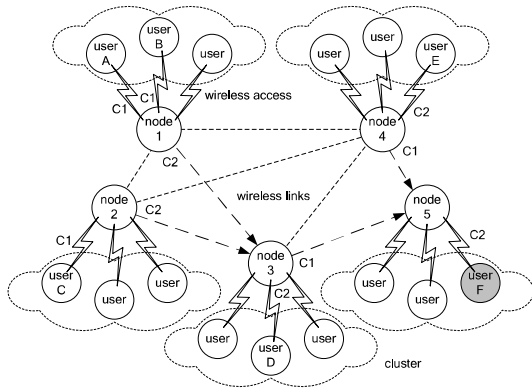 user
A
user
B
user
user
user
user
E
C1
C1
wireless access
C2
node
1
node
4
C2
C1
wireless links
node
2
C2
node
5
C1
node
3
C1
C2
C2
user
C
user
user
user
user
user
F
user
user
D
user
cluster